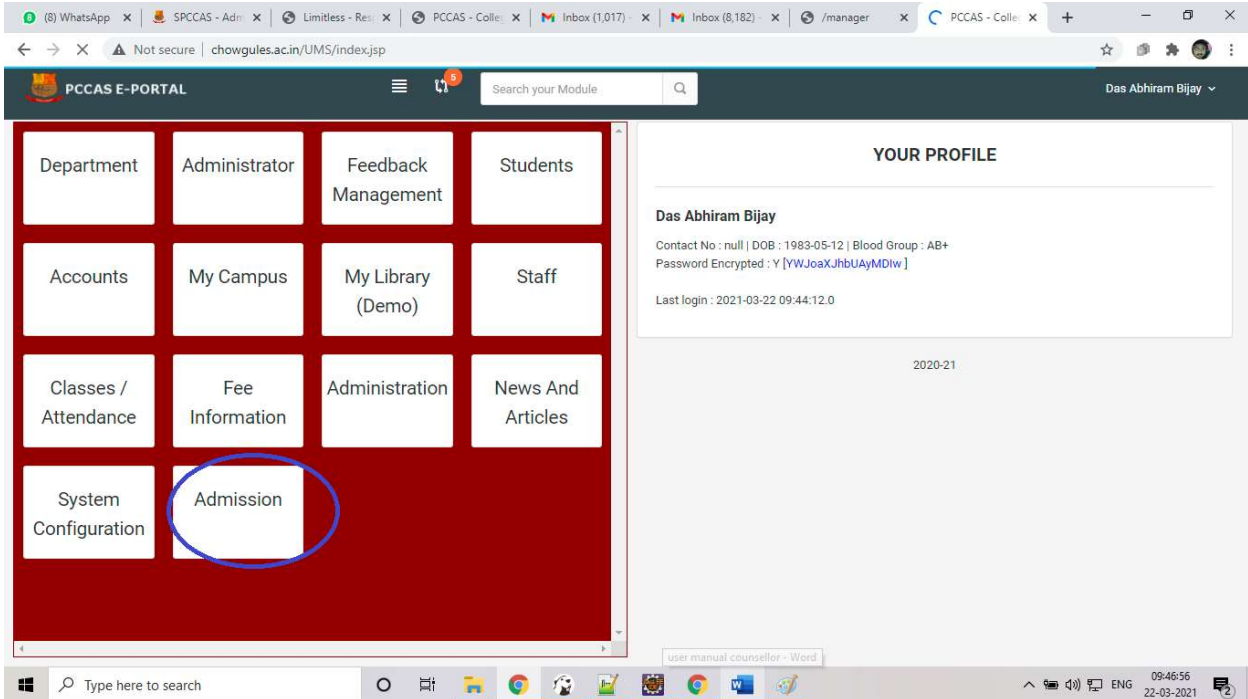 (8) WhatsApp
SPCCAS - Adm
Limitless - Res
PCCAS - Colle
Inbox (1,017) -
Inbox (8,182) -
/manager
PCCAS - Colle
Not secure | chowgules.ac.in/UMS/index.jsp
PCCAS E-PORTAL
5
Search your Module
Das Abhiram Bijay
Department
Administrator
Feedback
Management
Students
Accounts
My Campus
My Library
(Demo)
Staff
Classes /
Attendance
Fee
Information
Administration
News And
Articles
System
Configuration
Admission
YOUR PROFILE
Das Abhiram Bijay
Contact No : null | DOB : 1983-05-12 | Blood Group : AB+
Password Encrypted : Y [YWJoaXJhbUAyMDIw ]
Last login : 2021-03-22 09:44:12.0
2020-21
user manual counsellor - Word
Type here to search
ENG
09:46:56
22-03-2021
2